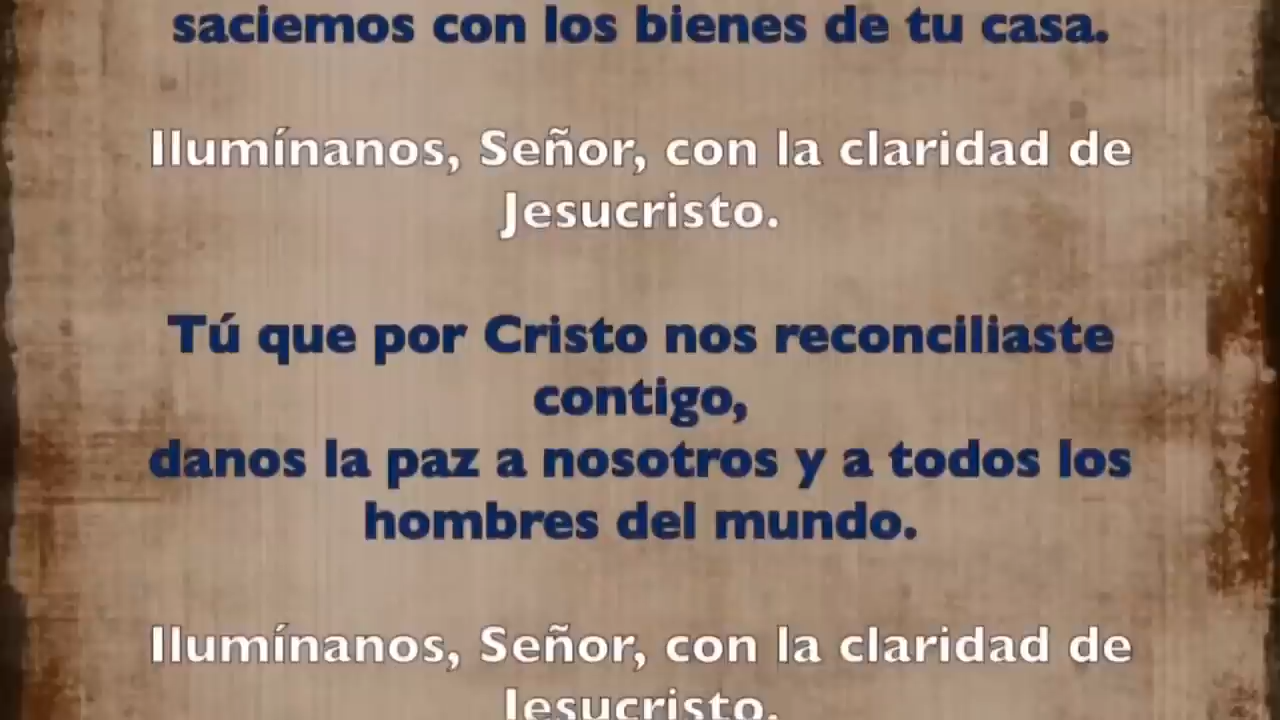 saciemos con los bienes de tu casa.
Ilumínanos, Señor, con la claridad de
Jesucristo.
Tú que por Cristo nos reconciliaste
contigo,
danos la paz a nosotros y a todos los
hombres del mundo.
Ilumínanos, Señor, con la claridad de
Jesucristo.